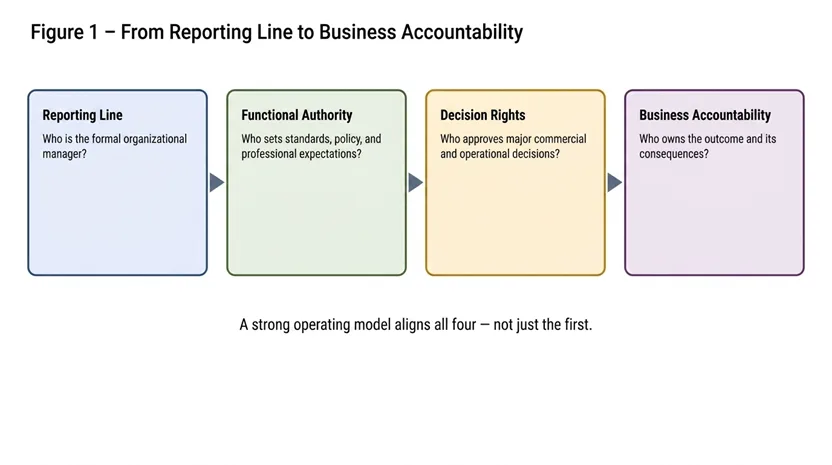 Figure 1 – From Reporting Line to Business Accountability
Reporting Line
Who is the formal organizational
manager?
Functional Authority
Who sets standards, policy, and
professional expectations?
Decision Rights
Who approves major commercial
and operational decisions?
Business Accountability
Who owns the outcome and its
consequences?
A strong operating model aligns all four — not just the first.